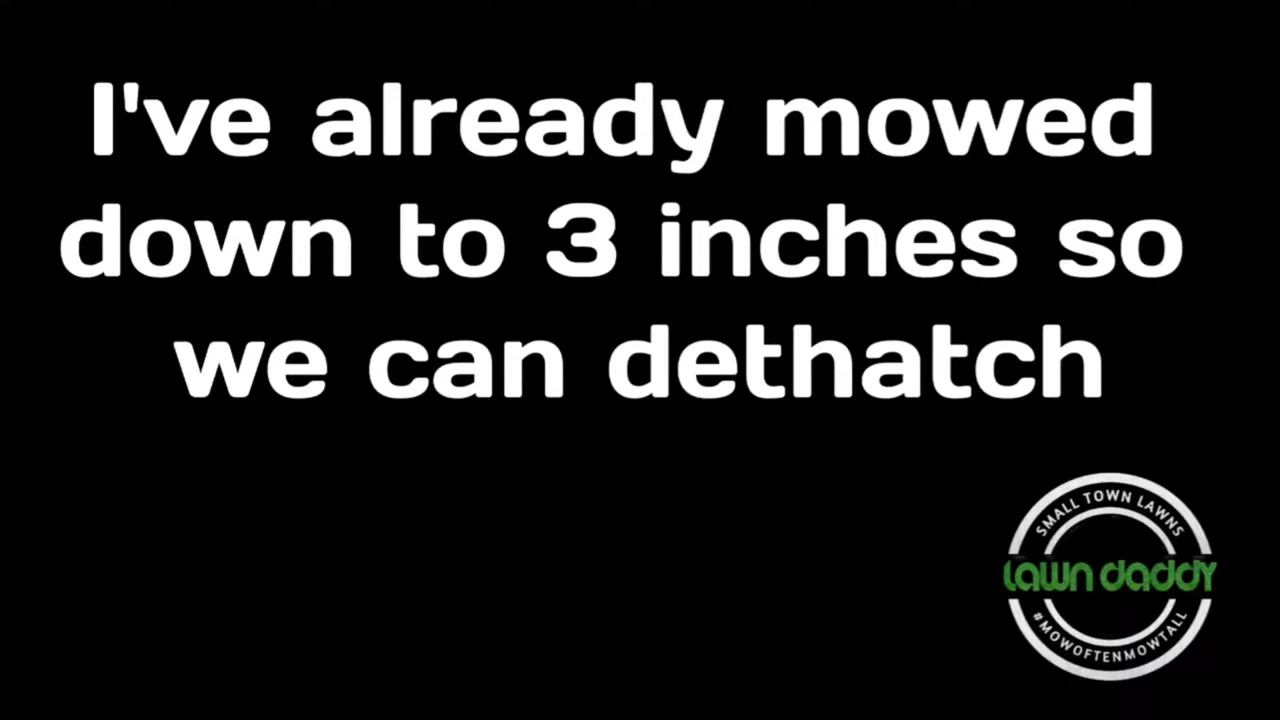 I've already mowed
down to 3 inches so
we can dethatch
SMALL TOWN LAWNS
Lawn daddy
#MOWOFTENMOWTALL